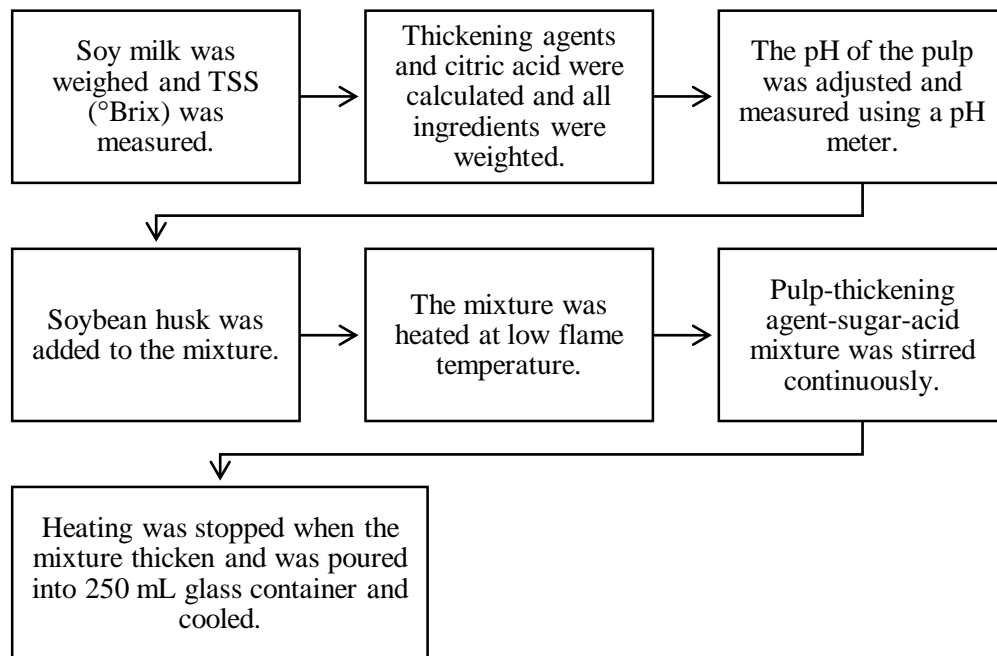 Soy milk was
weighed and TSS
(°Brix) was
measured.
Thickening agents
and citric acid were
calculated and all
ingredients were
weighted.
The pH of the pulp
was adjusted and
measured using a pH
meter.
Soybean husk was
added to the mixture.
The mixture was
heated at low flame
temperature.
Pulp-thickening
agent-sugar-acid
mixture was stirred
continuously.
Heating was stopped when the
mixture thicken and was poured
into 250 mL glass container and
cooled.